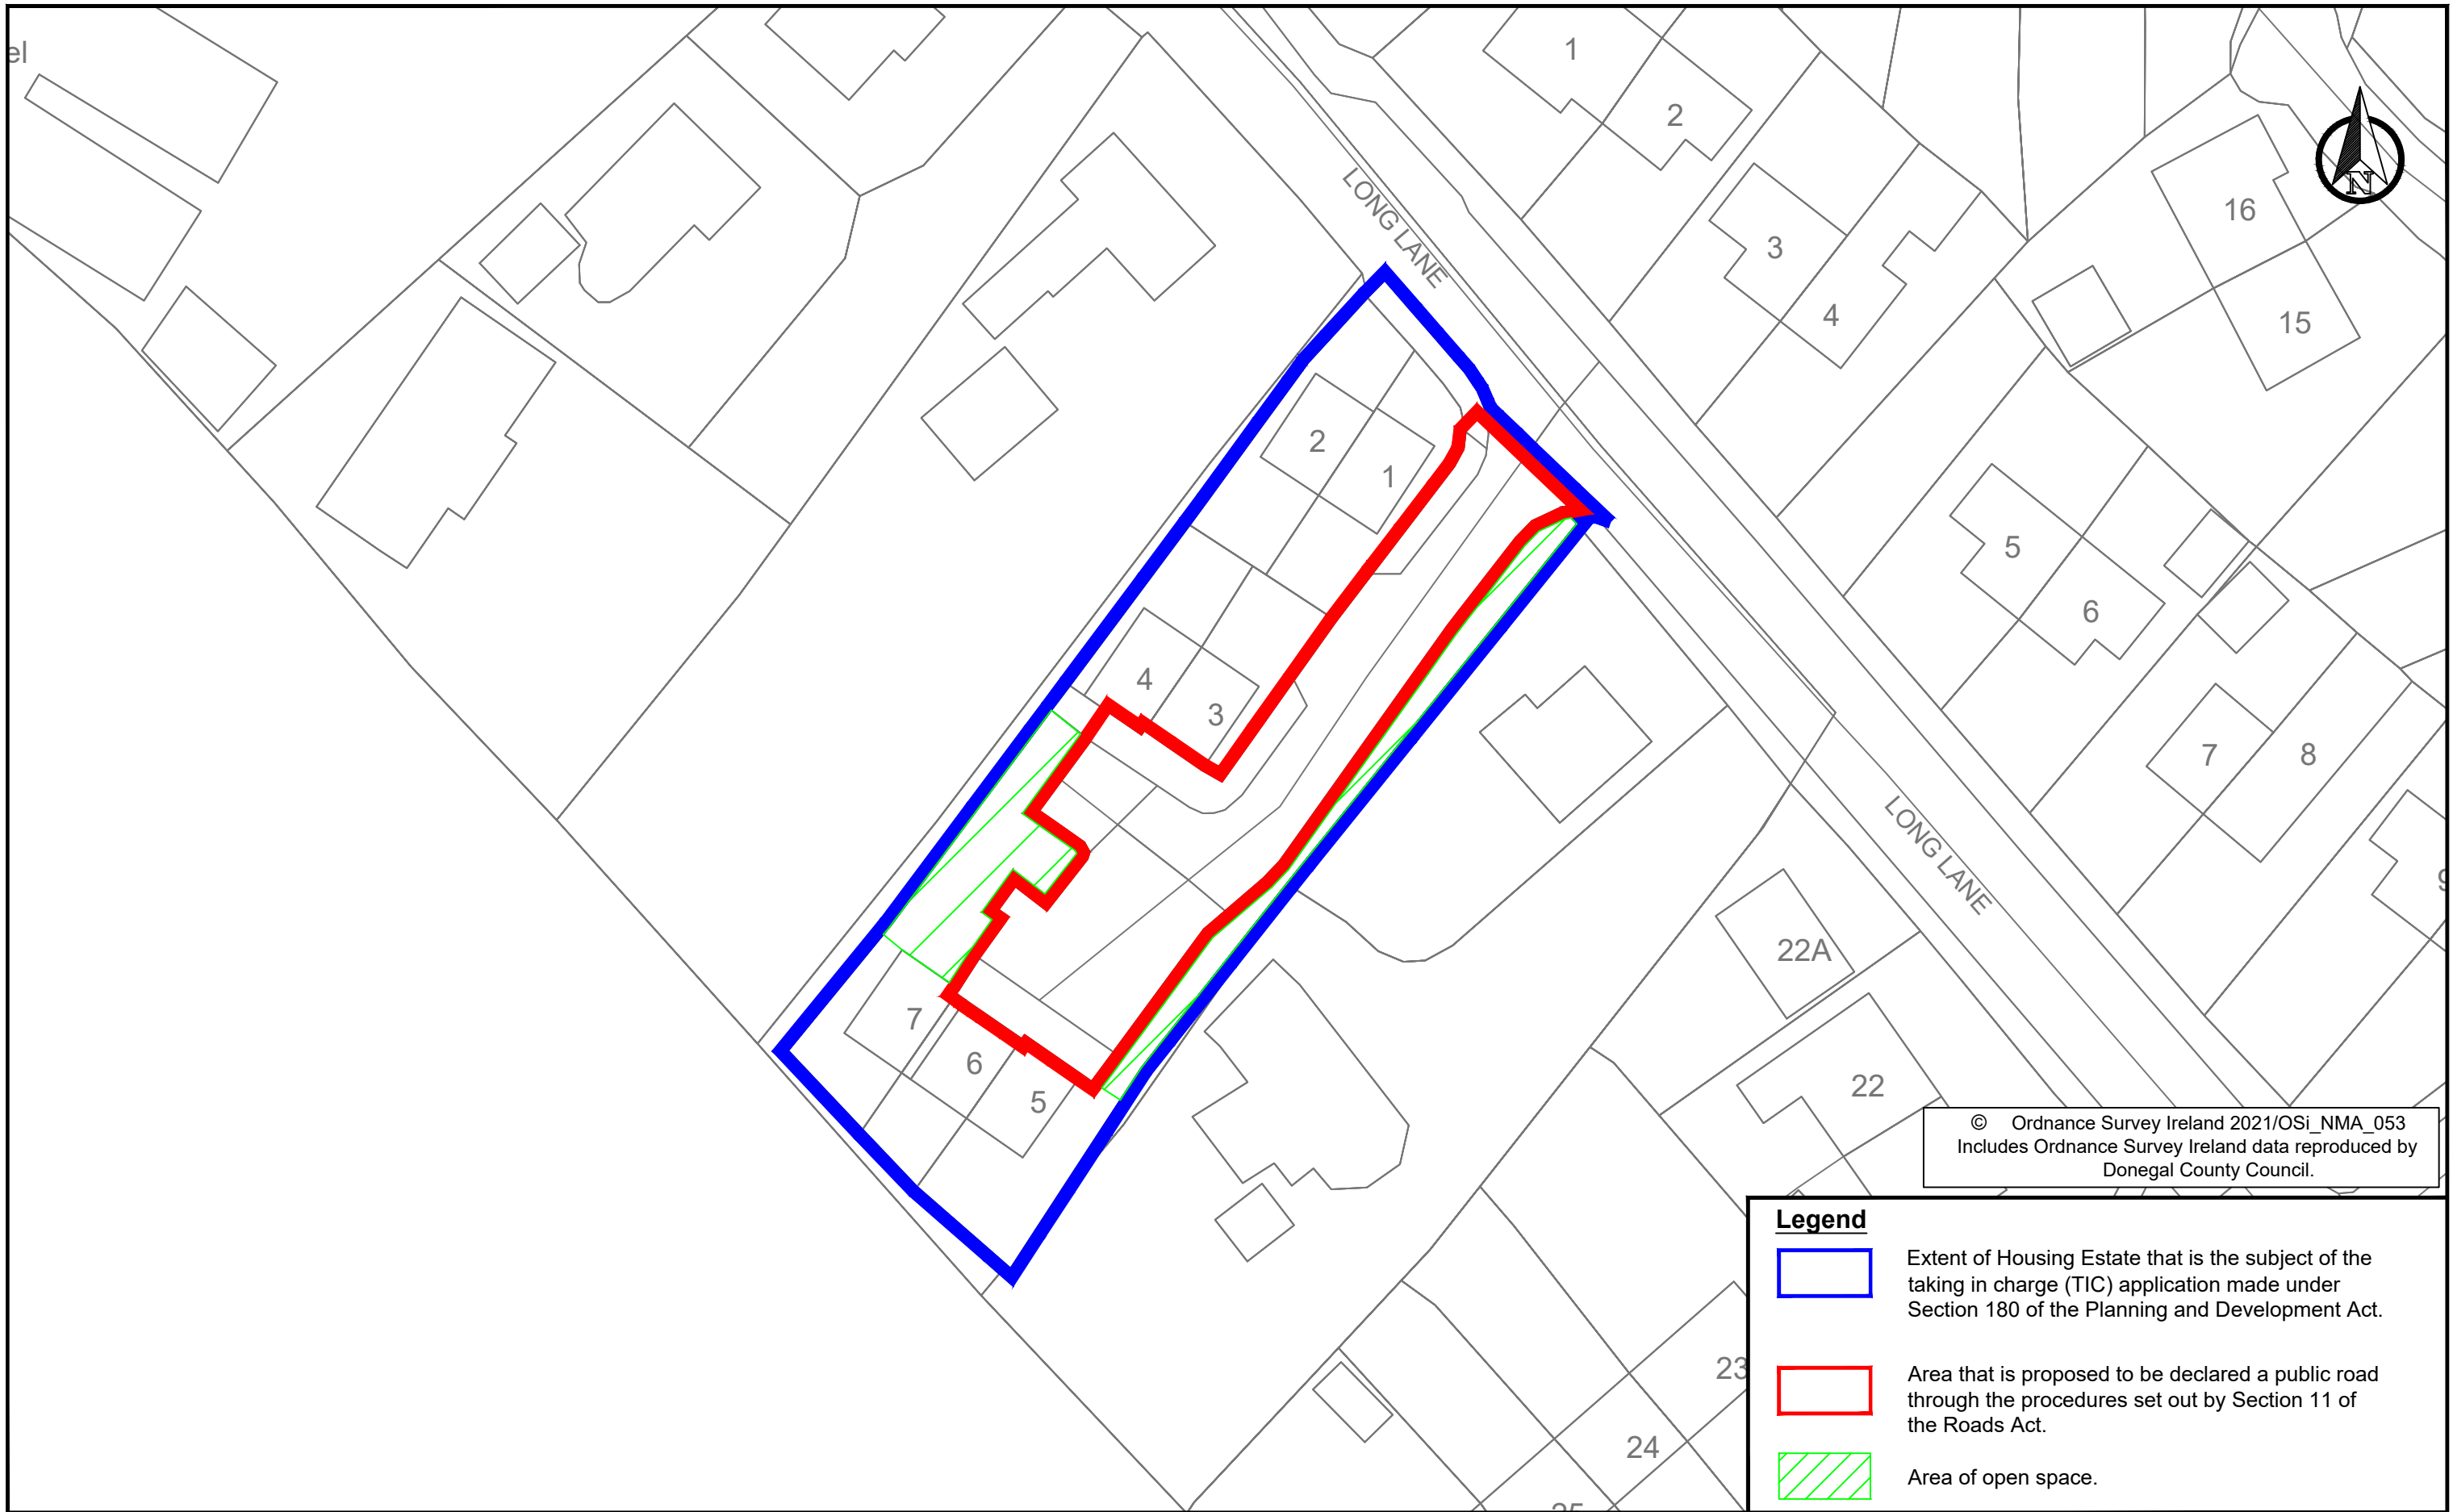 el
1
2
3
4
16
15
N
LONG LANE
2
1
4
3
5
6
7
8
LONG LANE
22A
22
7
6
5
23
24
© Ordnance Survey Ireland 2021/OSi_NMA_053
Includes Ordnance Survey Ireland data reproduced by
Donegal County Council.
Legend
Extent of Housing Estate that is the subject of the
taking in charge (TIC) application made under
Section 180 of the Planning and Development Act.
Area that is proposed to be declared a public road
through the procedures set out by Section 11 of
the Roads Act.
Area of open space.